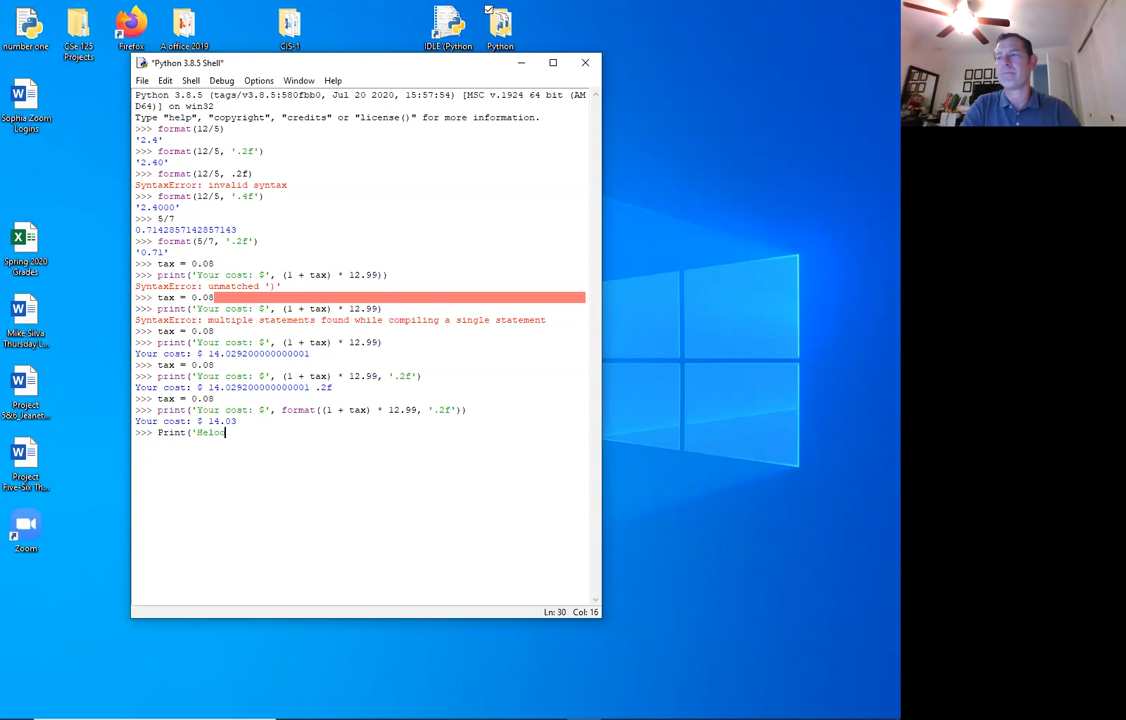 number one
CSe 125
Projects
Firefox
A office 2019
CIS-1
IDLE (Python
Python
Sophia Zoom
Logins
Spring 2020
Grades
Mike Silva
Thursday L...
Project
5&6_Jeanet...
Project
Five-Six Th...
Zoom
*Python 3.8.5 Shell*
File Edit Shell Debug Options Window Help
Python 3.8.5 (tags/v3.8.5:580fbb0, Jul 20 2020, 15:57:54) [MSC v.1924 64 bit (AM
D64)] on win32
Type "help", "copyright", "credits" or "license()" for more information.
>>> format(12/5)
'2.4'
>>> format(12/5, '.2f')
'2.40'
>>> format(12/5, .2f)
SyntaxError: invalid syntax
>>> format(12/5, '.4f')
'2.4000'
>>> 5/7
0.7142857142857143
>>> format(5/7, '.2f')
'0.71'
>>> tax = 0.08
>>> print('Your cost: $', (1 + tax) * 12.99))
SyntaxError: unmatched ')'
>>> tax = 0.08
>>> print('Your cost: $', (1 + tax) * 12.99)
SyntaxError: multiple statements found while compiling a single statement
>>> tax = 0.08
>>> print('Your cost: $', (1 + tax) * 12.99)
Your cost: $ 14.029200000000001
>>> tax = 0.08
>>> print('Your cost: $', (1 + tax) * 12.99, '.2f')
Your cost: $ 14.029200000000001 .2f
>>> tax = 0.08
>>> print('Your cost: $', format((1 + tax) * 12.99, '.2f'))
Your cost: $ 14.03
>>> Print('Heloo
Ln: 30 Col: 16